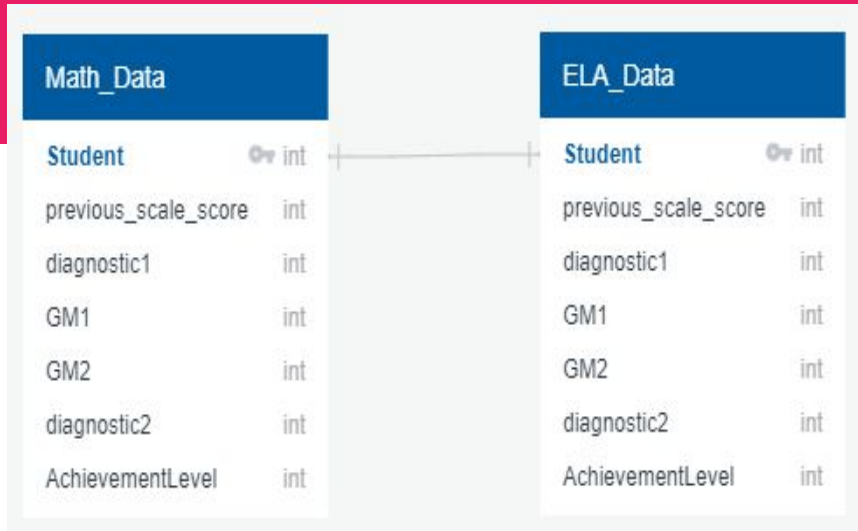 Math_Data
Student int
previous_scale_score int
diagnostic1 int
GM1 int
GM2 int
diagnostic2 int
AchievementLevel int
ELA_Data
Student int
previous_scale_score int
diagnostic1 int
GM1 int
GM2 int
diagnostic2 int
AchievementLevel int